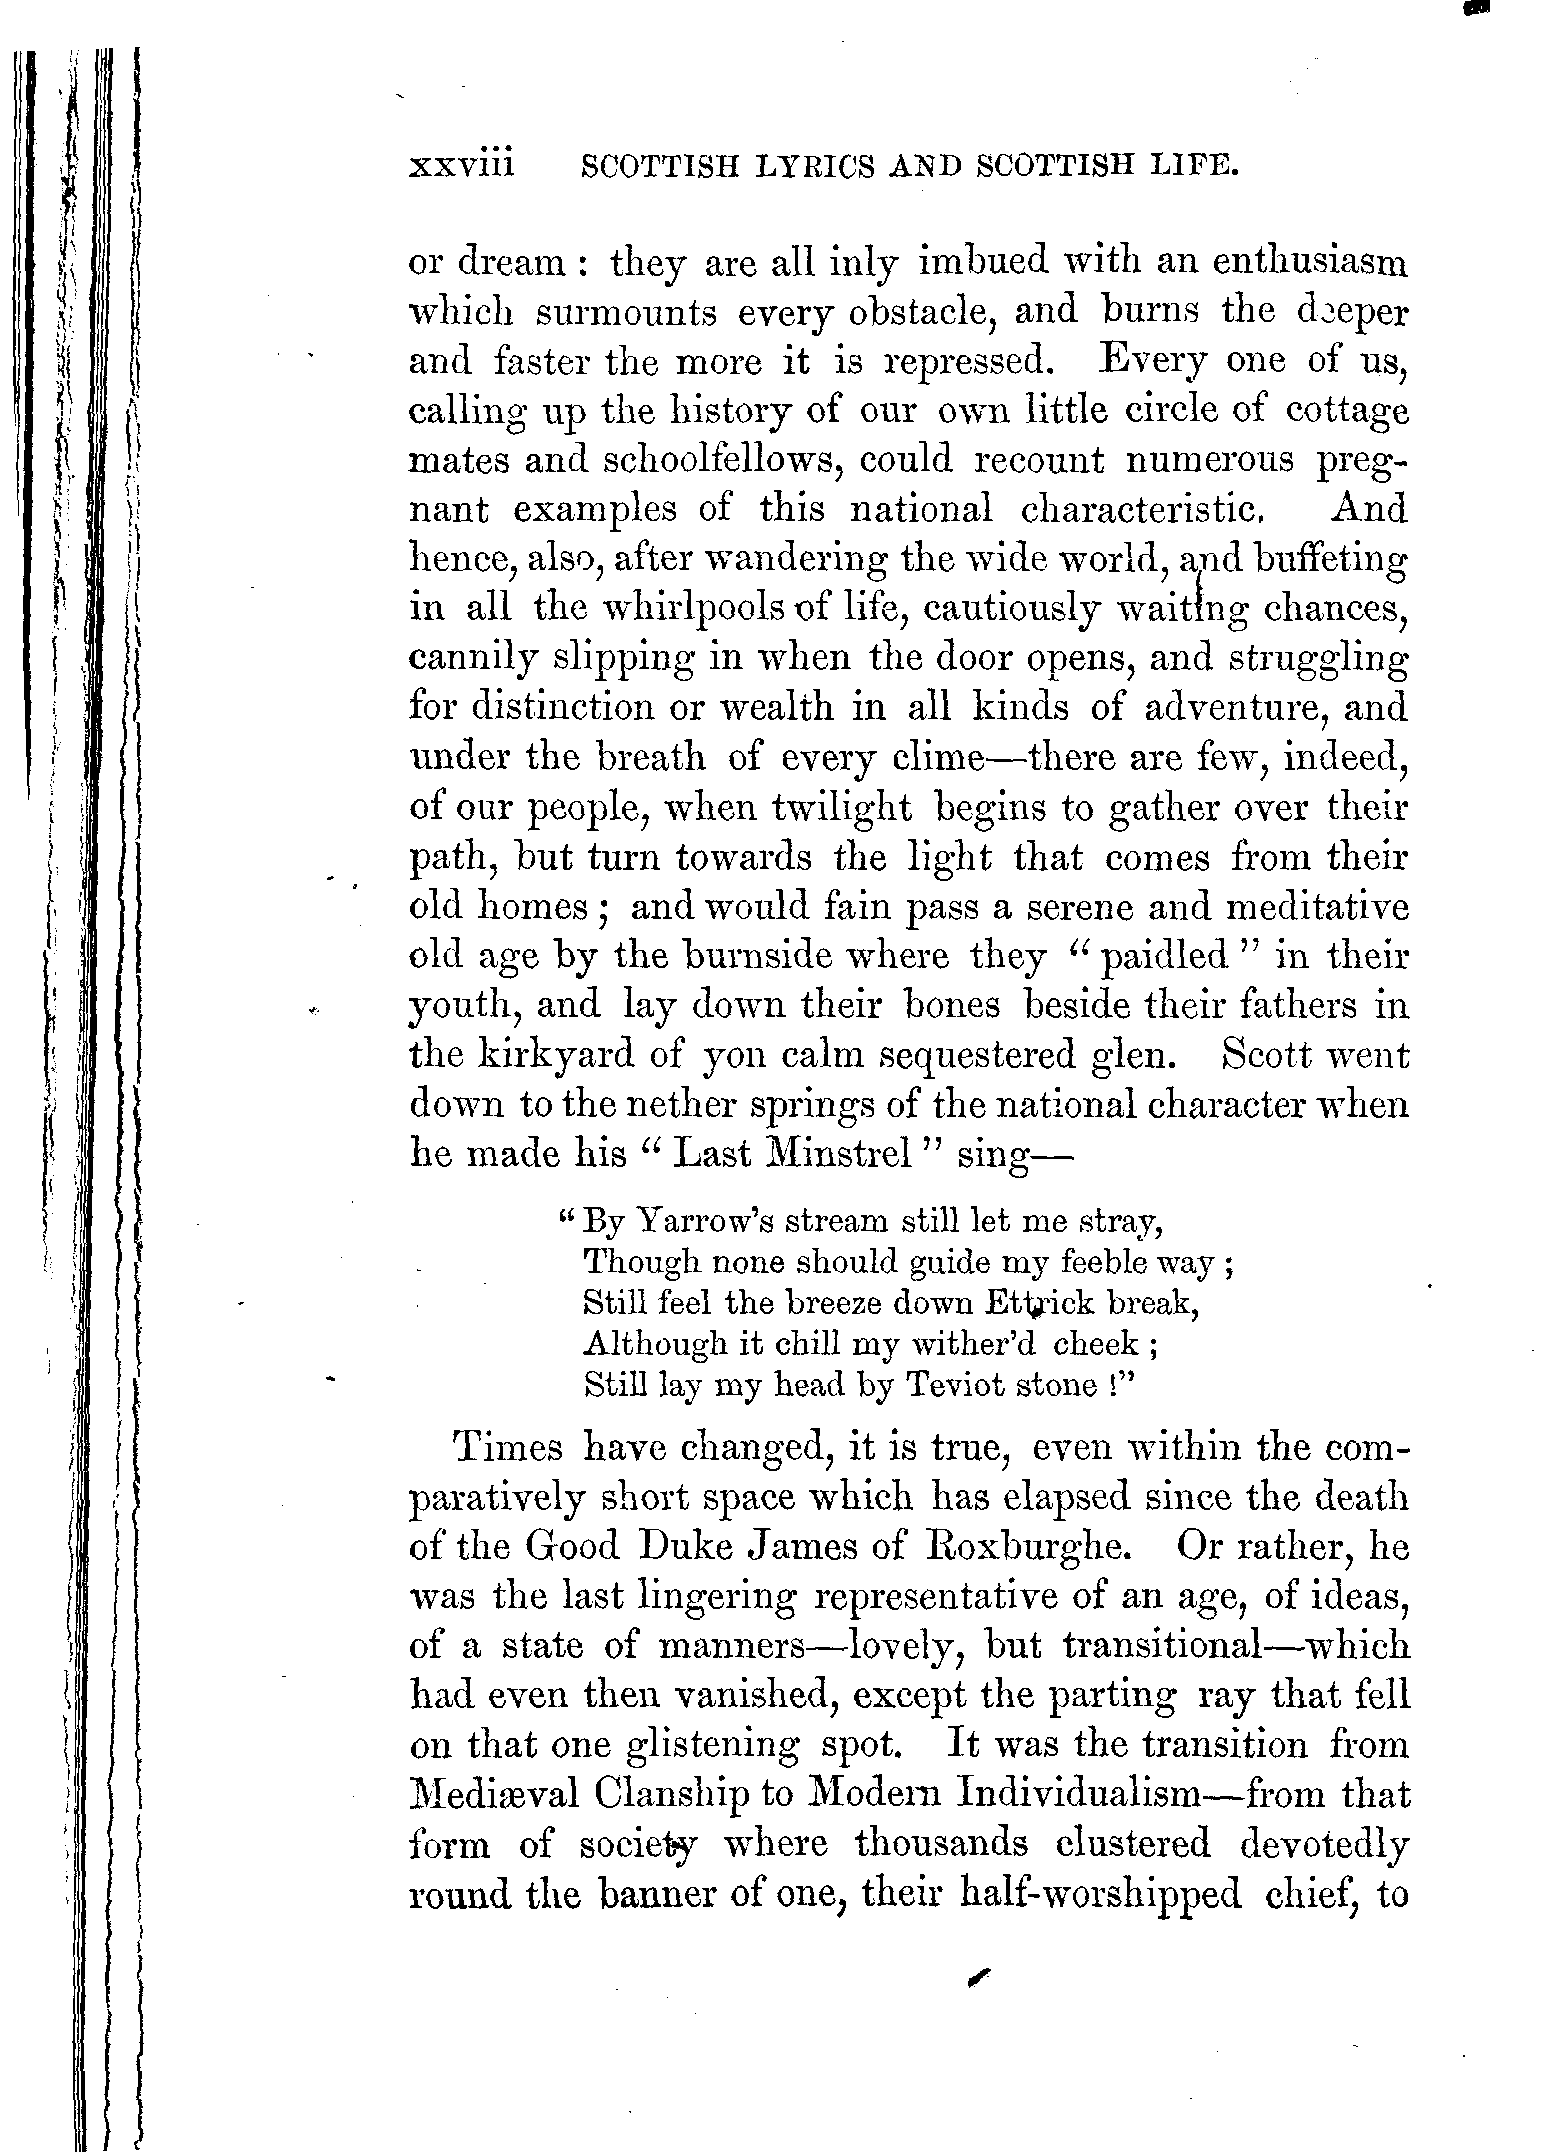 xxviii SCOTTISH LYRICS AND SCOTTISH LIFE.
or dream : they are all inly imbued with an enthusiasm
which surmounts every obstacle, and burns the deeper
and faster the more it is repressed. Every one of us,
calling up the history of our own little circle of cottage
mates and schoolfellows, could recount numerous preg-
nant examples of this national characteristic. And
hence, also, after wandering the wide world, and buffeting
in all the whirlpools of life, cautiously waiting chances,
cannily slipping in when the door opens, and struggling
for distinction or wealth in all kinds of adventure, and
under the breath of every clime—there are few, indeed,
of our people, when twilight begins to gather over their
path, but turn towards the light that comes from their
old homes ; and would fain pass a serene and meditative
old age by the burnside where they “ paidled ” in their
youth, and lay down their bones beside their fathers in
the kirkyard of yon calm sequestered glen. Scott went
down to the nether springs of the national character when
he made his “ Last Minstrel ” sing—
“ By Yarrow’s stream still let me stray,
Though none should guide my feeble way ;
Still feel the breeze down Ettrick break,
Although it chill my wither’d cheek ;
Still lay my head by Teviot stone !”
Times have changed, it is true, even within the com-
paratively short space which has elapsed since the death
of the Good Duke James of Roxburghe. Or rather, he
was the last lingering representative of an age, of ideas,
of a state of manners—lovely, but transitional—which
had even then vanished, except the parting ray that fell
on that one glistening spot. It was the transition from
Mediæval Clanship to Modern Individualism—from that
form of society where thousands clustered devotedly
round the banner of one, their half-worshipped chief, to